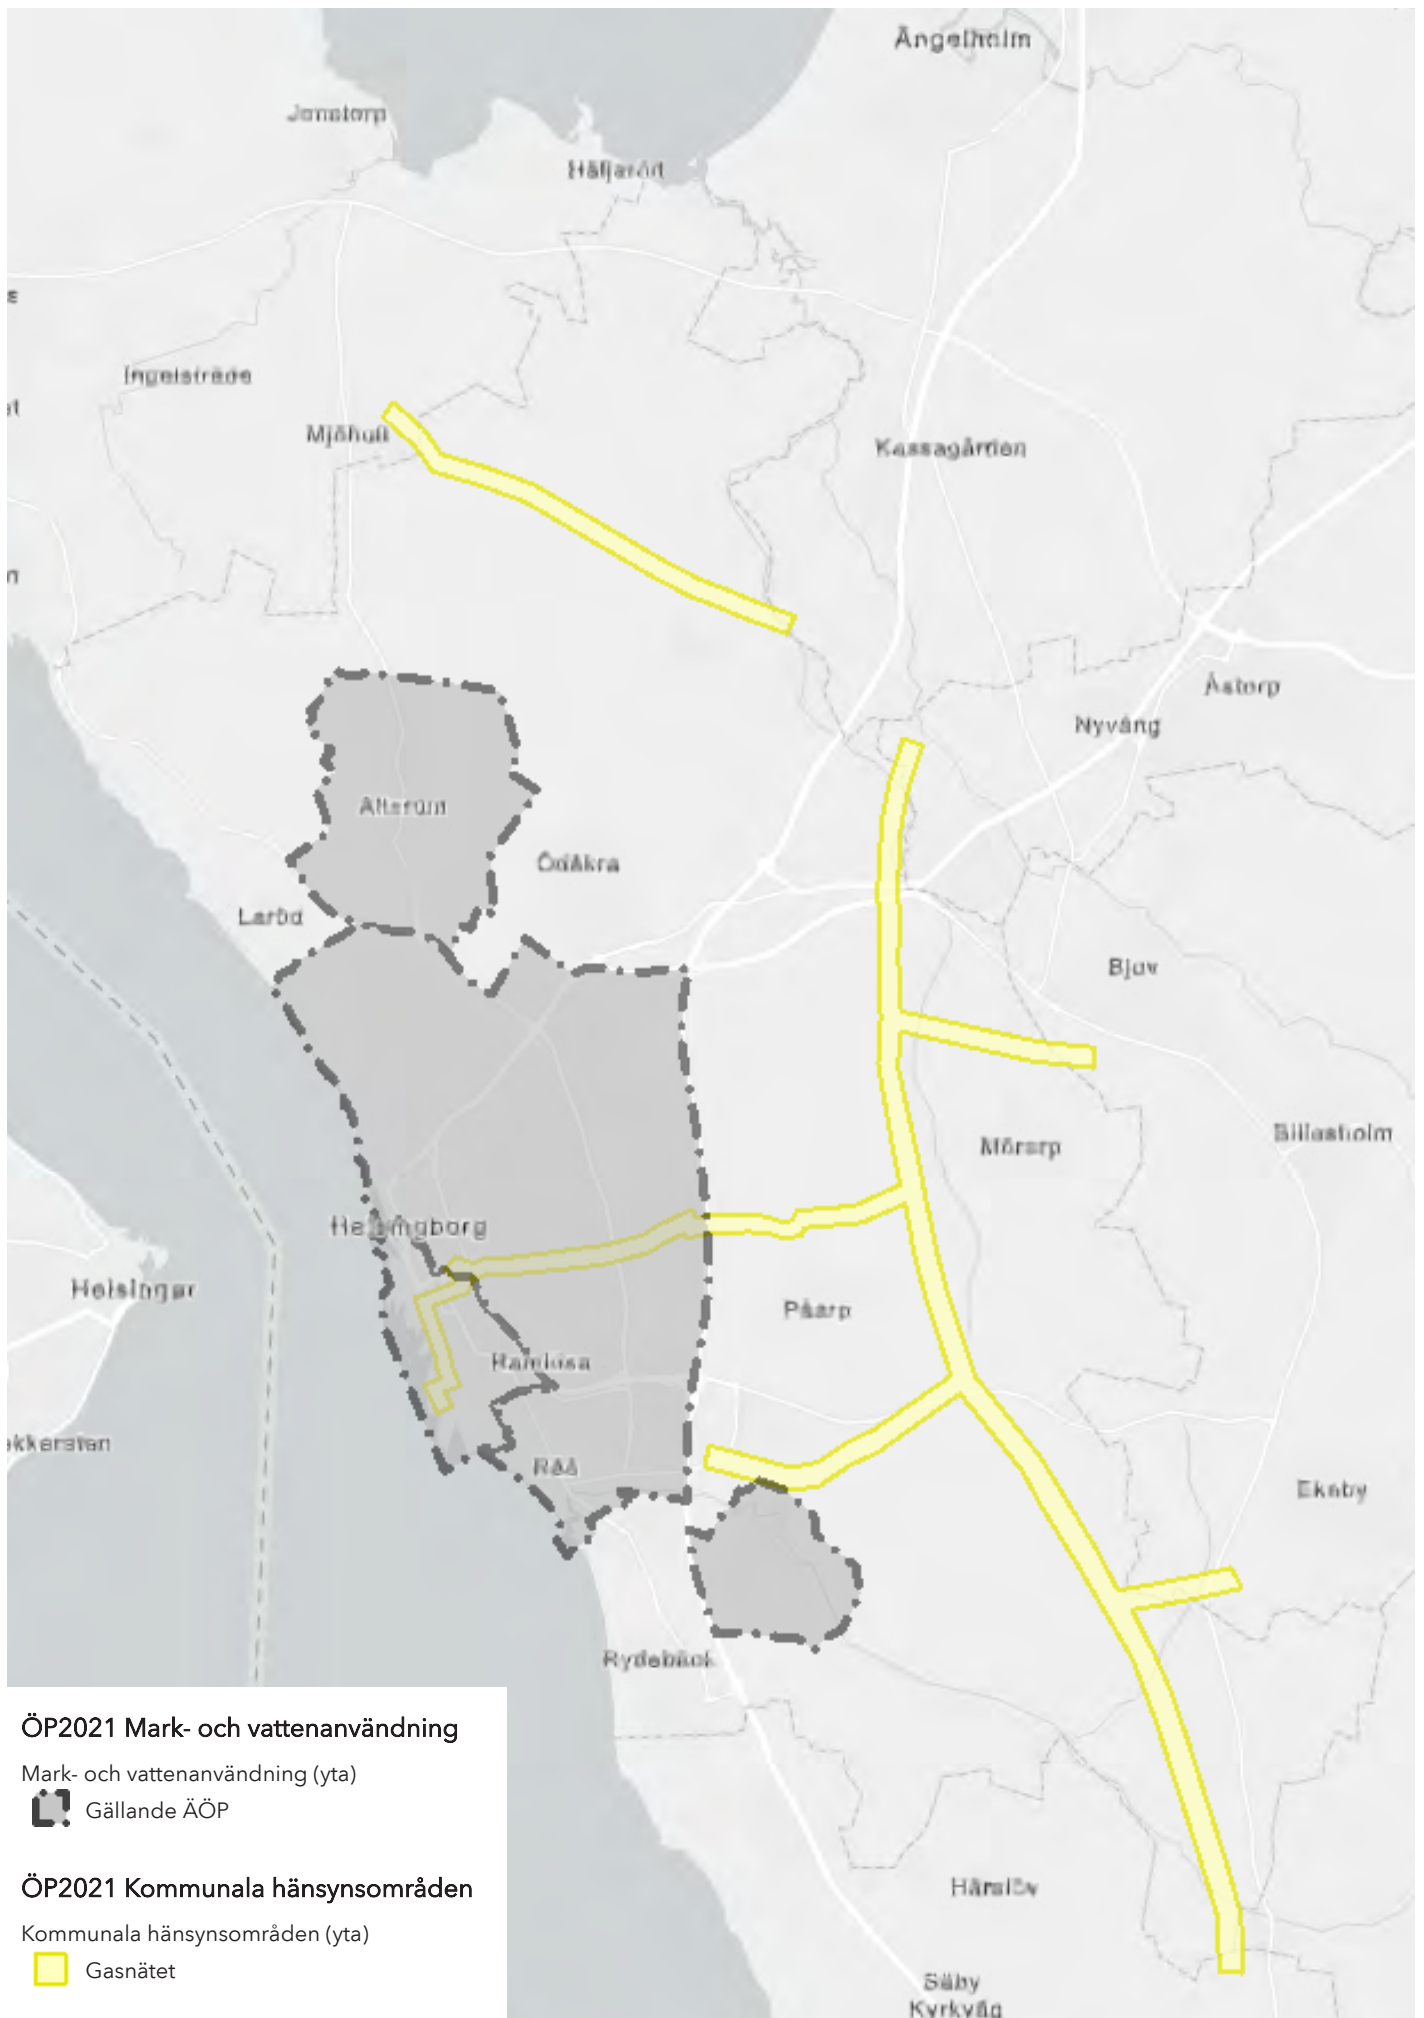 Ängelholm
Jonstorp
Häljaröd
Ingelsträde
Mjöhult
Kassagården
Åstorp
Nyvång
Allerum
Ödåkra
Laröd
Bjuv
Billesholm
Mörarp
Helsingborg
Helsingør
Påarp
Ramlösa
Råå
Ekeby
Rydebäck
ÖP2021 Mark- och vattenanvändning
Mark- och vattenanvändning (yta)
Gällande ÄÖP
ÖP2021 Kommunala hänsynsområden
Kommunala hänsynsområden (yta)
Gasnätet
Härslöv
Säby
Kyrkväg